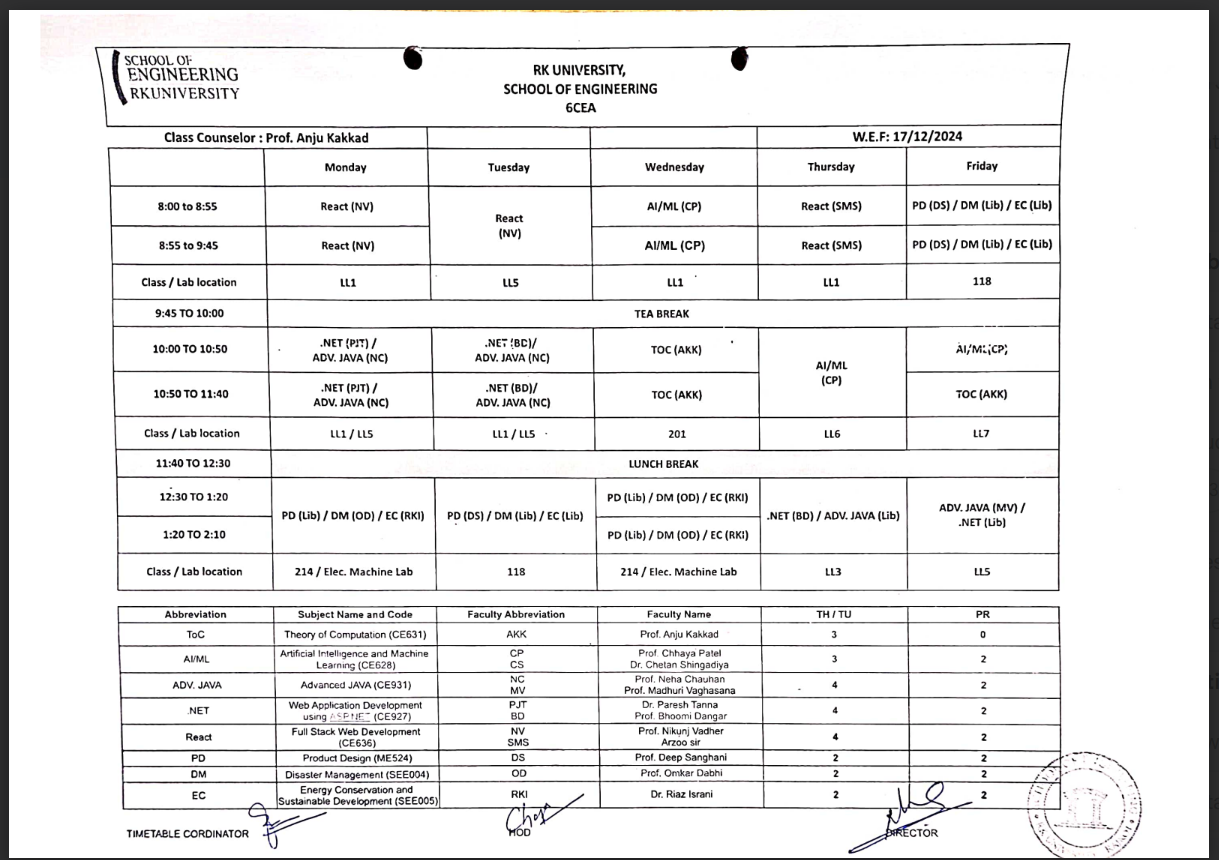 SCHOOL OF
ENGINEERING
RKUNIVERSITY
RK UNIVERSITY,
SCHOOL OF ENGINEERING
6CEA
Class Counselor : Prof. Anju Kakkad W.E.F: 17/12/2024
Monday Tuesday Wednesday Thursday Friday
8:00 to 8:55 React (NV) React (NV) AI/ML (CP) React (SMS) PD (DS) / DM (Lib) / EC (Lib)
8:55 to 9:45 React (NV) AI/ML (CP) React (SMS) PD (DS) / DM (Lib) / EC (Lib)
Class / Lab location LL1 LL5 LL1 LL1 118
9:45 TO 10:00 TEA BREAK
10:00 TO 10:50 .NET (PJT) / ADV. JAVA (NC) .NET (BD)/ ADV. JAVA (NC) TOC (AKK) AI/ML (CP) AI/ML (CP)
10:50 TO 11:40 .NET (PJT) / ADV. JAVA (NC) .NET (BD)/ ADV. JAVA (NC) TOC (AKK) TOC (AKK)
Class / Lab location LL1 / LL5 LL1 / LL5 201 LL6 LL7
11:40 TO 12:30 LUNCH BREAK
12:30 TO 1:20 PD (Lib) / DM (OD) / EC (RKI) PD (DS) / DM (Lib) / EC (Lib) PD (Lib) / DM (OD) / EC (RKI) .NET (BD) / ADV. JAVA (Lib) ADV. JAVA (MV) / .NET (Lib)
1:20 TO 2:10 PD (Lib) / DM (OD) / EC (RKI)
Class / Lab location 214 / Elec. Machine Lab 118 214 / Elec. Machine Lab LL3 LL5
Abbreviation Subject Name and Code Faculty Abbreviation Faculty Name TH / TU PR
ToC Theory of Computation (CE631) AKK Prof. Anju Kakkad 3 0
AI/ML Artificial Intelligence and Machine Learning (CE628) CP CS Prof. Chhaya Patel Dr. Chetan Shingadiya 3 2
ADV. JAVA Advanced JAVA (CE931) NC MV Prof. Neha Chauhan Prof. Madhuri Vaghasana 4 2
.NET Web Application Development using ASP.NET (CE927) PJT BD Dr. Paresh Tanna Prof. Bhoomi Dangar 4 2
React Full Stack Web Development (CE636) NV SMS Prof. Nikunj Vadher Arzoo sir 4 2
PD Product Design (ME524) DS Prof. Deep Sanghani 2 2
DM Disaster Management (SEE004) OD Prof. Omkar Dabhi 2 2
EC Energy Conservation and Sustainable Development (SEE005) RKI Dr. Riaz Israni 2 2
TIMETABLE CORDINATOR HOD DIRECTOR